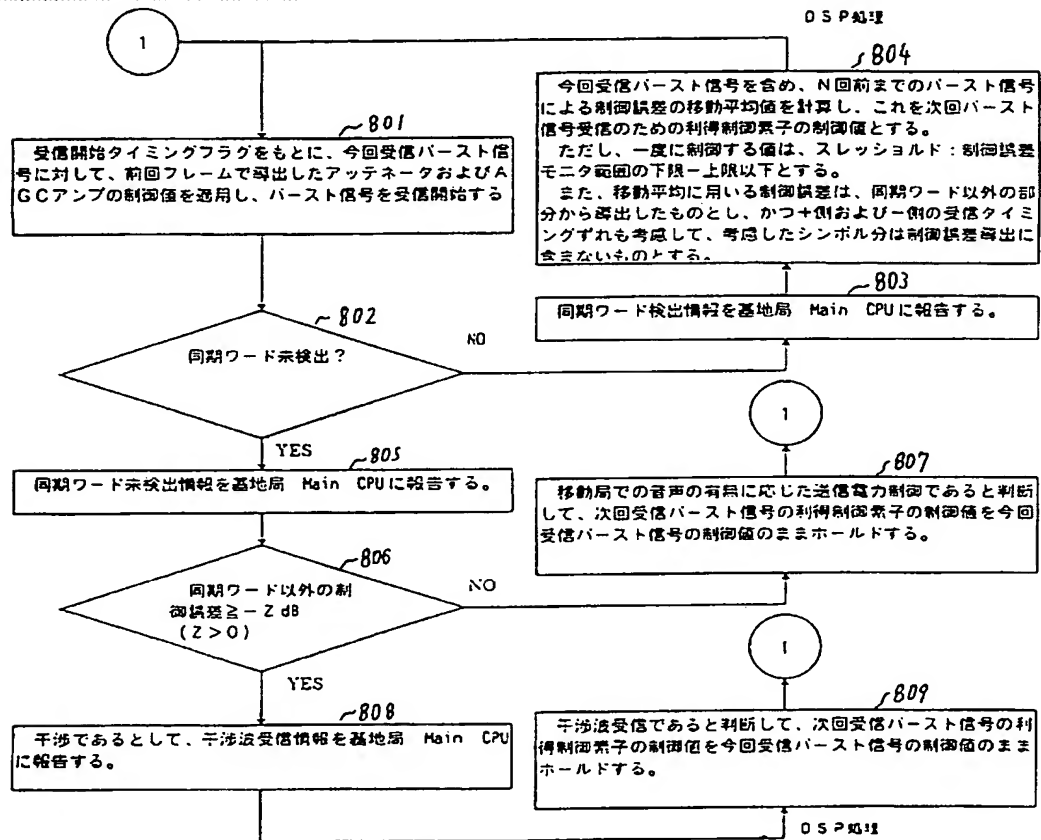 DSP処理
1
804
今回受信バースト信号を含め、N回前までのバースト信号
による制御誤差の移動平均値を計算し、これを次回バースト
信号受信のための利得制御素子の制御値とする。
ただし、一度に制御する値は、スレッショルド:制御誤差
モニタ範囲の下限－上限以下とする。
また、移動平均に用いる制御誤差は、同期ワード以外の部
分から導出したものとし、かつ＋側および－側の受信タイミ
ングずれも考慮して、考慮したシンボル分は制御誤差導出に
含まないものとする。
801
受信開始タイミングフラグをもとに、今回受信バースト信
号に対して、前回フレームで導出したアッテネータおよびA
GCアンプの制御値を適用し、バースト信号を受信開始する
803
同期ワード検出情報を基地局 Main CPUに報告する。
802
同期ワード未検出?
NO
YES
1
805
同期ワード未検出情報を基地局 Main CPUに報告する。
807
移動局での音声の有無に応じた送信電力制御であると判断
して、次回受信バースト信号の利得制御素子の制御値を今回
受信バースト信号の制御値のままホールドする。
806
同期ワード以外の制
御誤差≧－Z dB
(Z>0)
NO
YES
1
808
干渉であるとして、干渉波受信情報を基地局 Main CPU
に報告する。
809
干渉波受信であると判断して、次回受信バースト信号の利
得制御素子の制御値を今回受信バースト信号の制御値のまま
ホールドする。
DSP処理